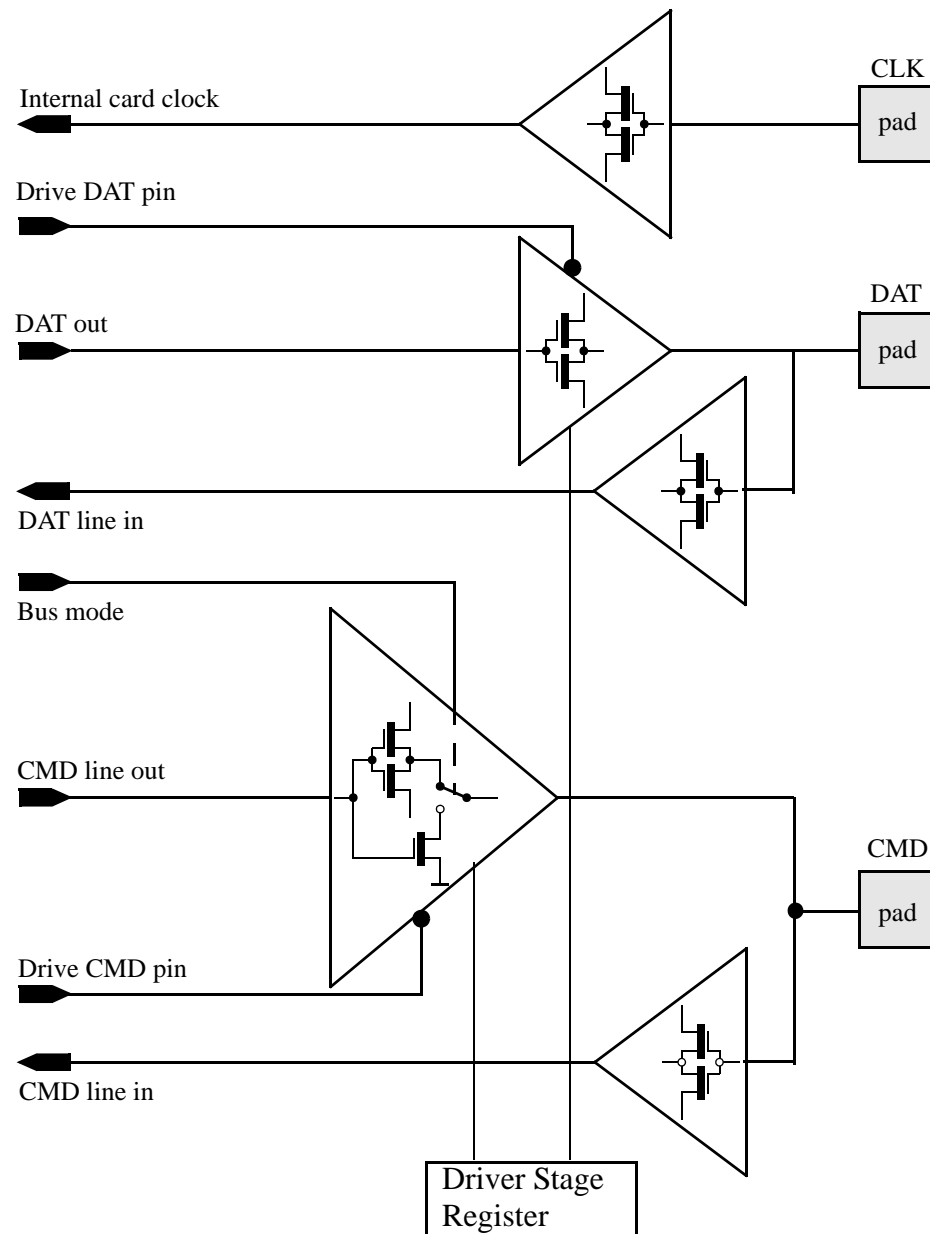 CLK
Internal card clock
pad
Drive DAT pin
DAT
DAT out
pad
DAT line in
Bus mode
CMD line out
CMD
pad
Drive CMD pin
CMD line in
Driver Stage
Register